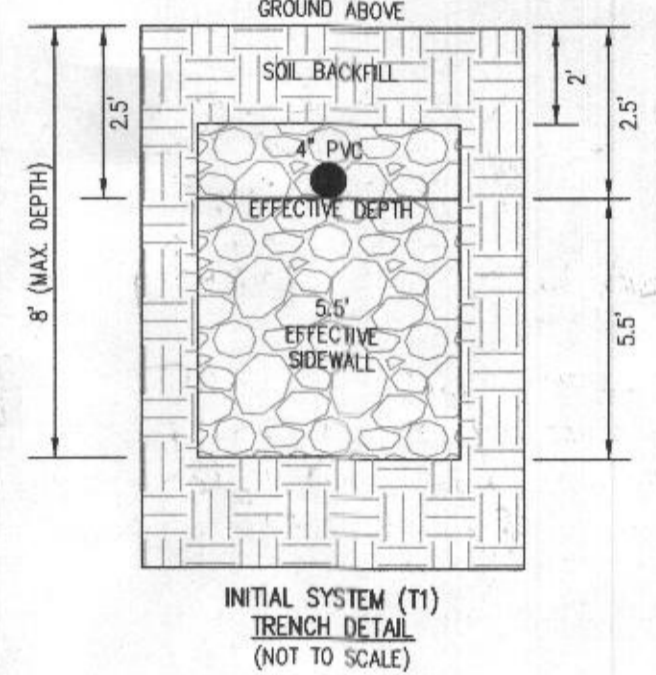 GROUND ABOVE
SOIL BACKFILL
2'
2.5'
2.5'
4" PVC
EFFECTIVE DEPTH
8' (MAX. DEPTH)
5.5'
EFFECTIVE
SIDEWALL
5.5'
INITIAL SYSTEM (T1)
TRENCH DETAIL
(NOT TO SCALE)